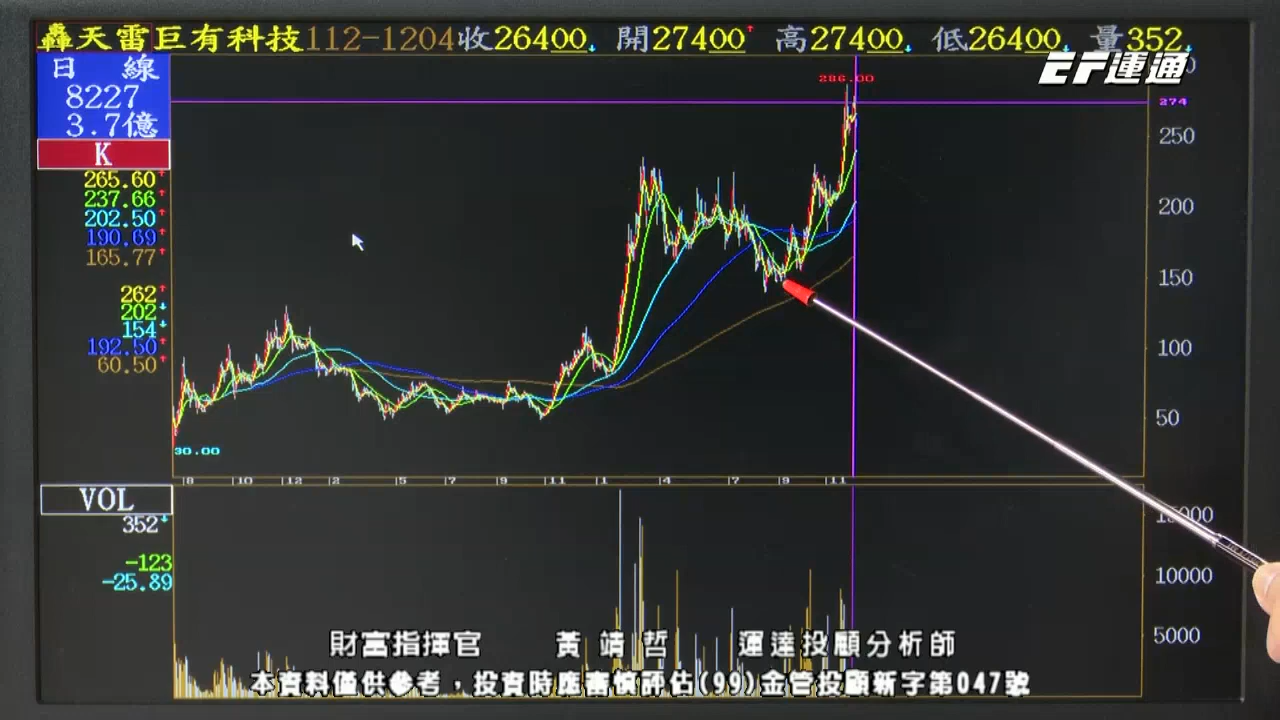 轟天雷巨有科技112-1204收26400 開27400 高27400 低26400 量352
EF運通
日 線
8227
3.7億
K
265.60
237.66
202.50
190.69
165.77
262
202
154
192.50
60.50
286.00
274
250
200
150
100
50
30.00
8 10 12 2 5 7 9 11 1 4 7 9 11
VOL
352
-123
-25.89
15000
10000
5000
財富指揮官 黃靖哲 運達投顧分析師
本資料僅供參考，投資時應審慎評估(99)金管投顧新字第047號